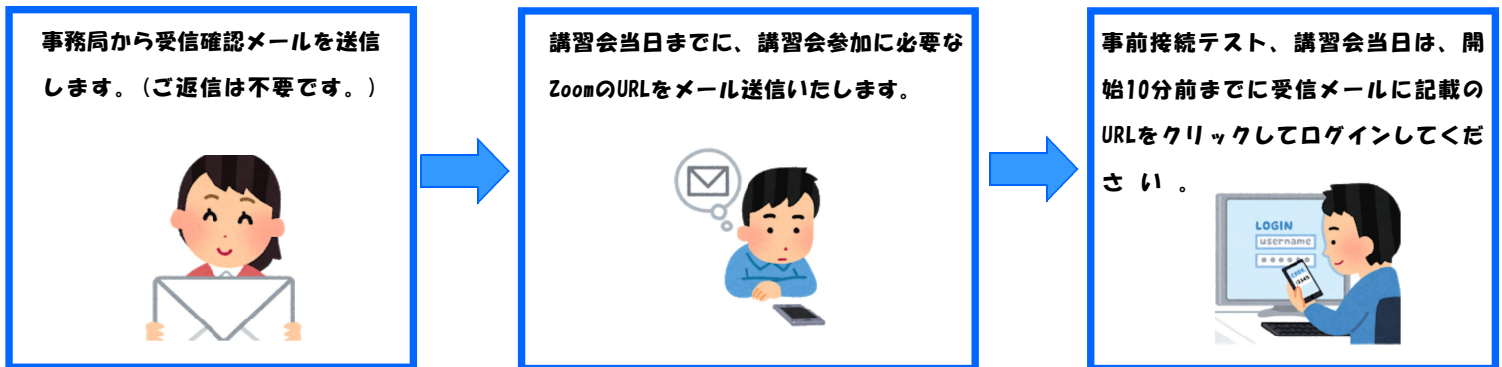 事務局から受信確認メールを送信
します。(ご返信は不要です。)
講習会当日までに、講習会参加に必要な
ZoomのURLをメール送信いたします。
事前接続テスト、講習会当日は、開
始10分前までに受信メールに記載の
URLをクリックしてログインしてくだ
さい。
LOGIN
username
CODE
12345